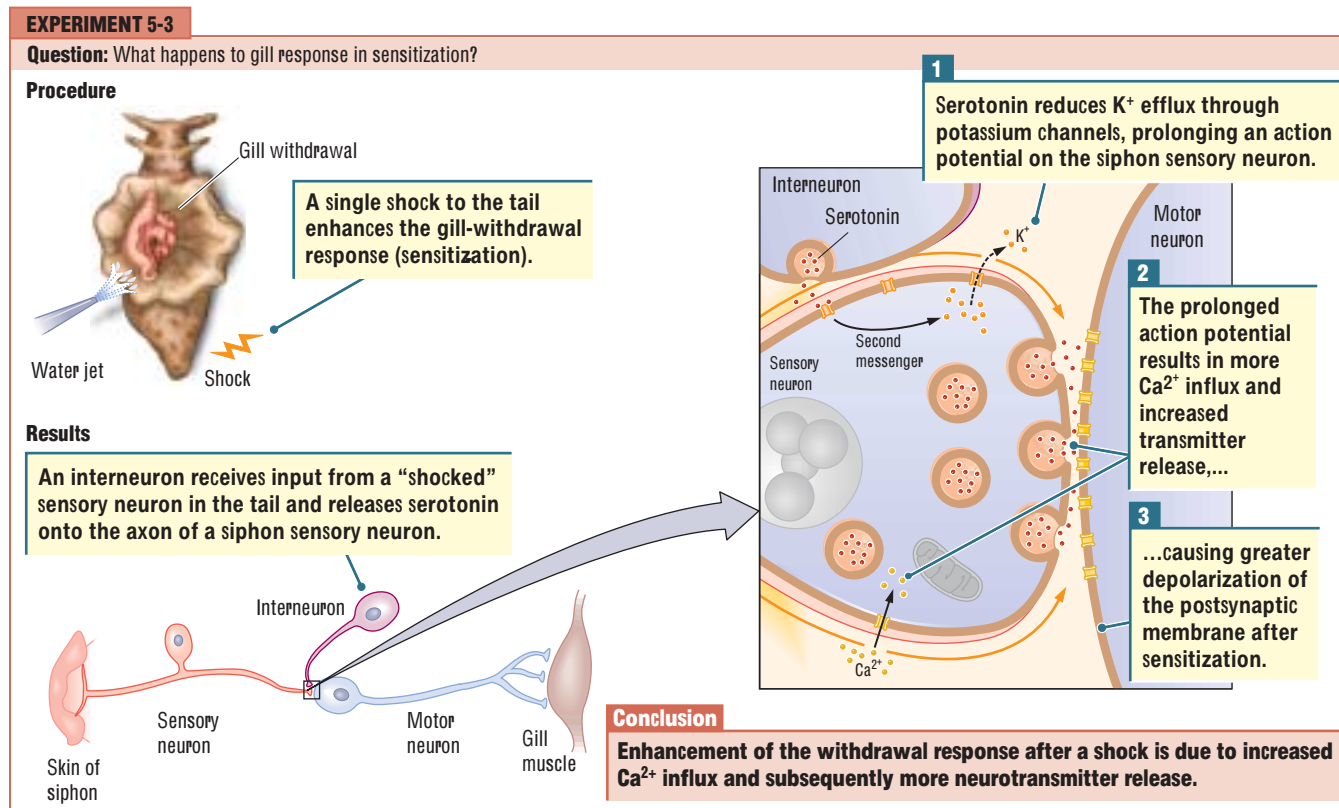 EXPERIMENT 5-3
Question: What happens to gill response in sensitization?
Procedure
Gill withdrawal
A single shock to the tail
enhances the gill-withdrawal
response (sensitization).
Water jet
Shock
Results
An interneuron receives input from a “shocked”
sensory neuron in the tail and releases serotonin
onto the axon of a siphon sensory neuron.
Interneuron
Sensory
neuron
Motor
neuron
Gill
muscle
Skin of
siphon
1
Serotonin reduces K+ efflux through
potassium channels, prolonging an action
potential on the siphon sensory neuron.
Interneuron
Serotonin
K+
Motor
neuron
Second
messenger
Sensory
neuron
2
The prolonged
action potential
results in more
Ca2+ influx and
increased
transmitter
release,...
3
...causing greater
depolarization of
the postsynaptic
membrane after
sensitization.
Ca2+
Conclusion
Enhancement of the withdrawal response after a shock is due to increased
Ca2+ influx and subsequently more neurotransmitter release.